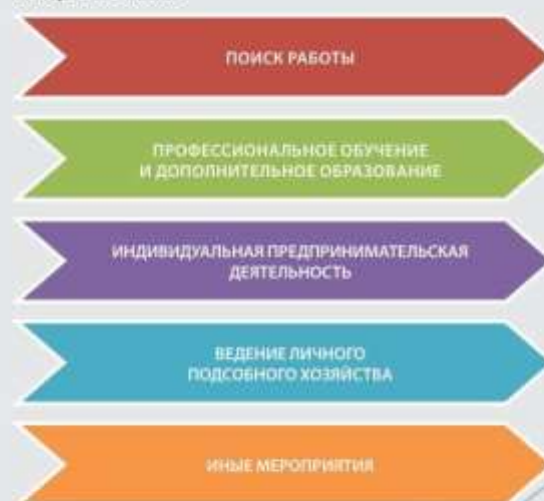 ПОИСК РАБОТЫ
ПРОФЕССИОНАЛЬНОЕ ОБУЧЕНИЕ
И ДОПОЛНИТЕЛЬНОЕ ОБРАЗОВАНИЕ
ИНДИВИДУАЛЬНАЯ ПРЕДПРИНИМАТЕЛЬСКАЯ
ДЕЯТЕЛЬНОСТЬ
ВЕДЕНИЕ ЛИЧНОГО
ПОДСОБНОГО ХОЗЯЙСТВА
ИНЫЕ МЕРОПРИЯТИЯ